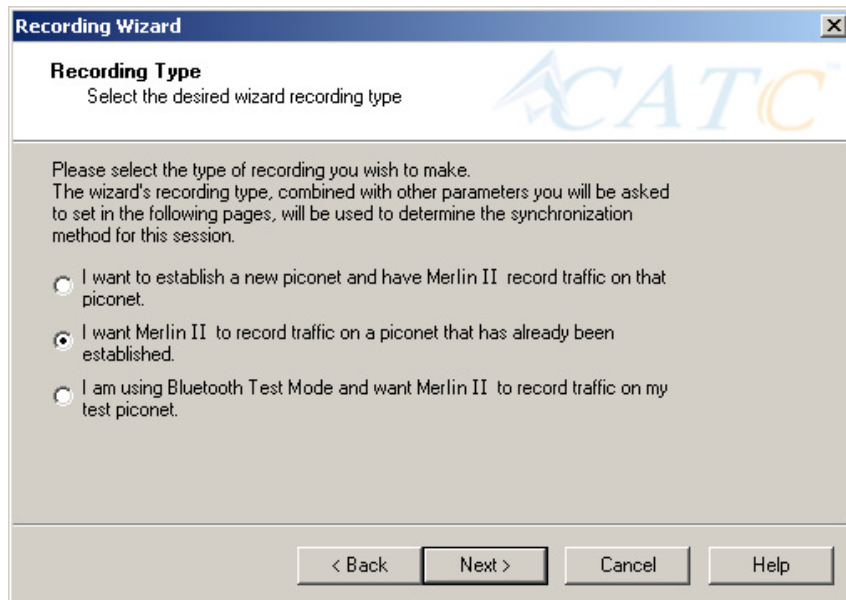 Recording Wizard
Recording Type
Select the desired wizard recording type
CATC
Please select the type of recording you wish to make.
The wizard's recording type, combined with other parameters you will be asked
to set in the following pages, will be used to determine the synchronization
method for this session.
I want to establish a new piconet and have Merlin II record traffic on that
piconet.
I want Merlin II to record traffic on a piconet that has already been
established.
I am using Bluetooth Test Mode and want Merlin II to record traffic on my
test piconet.
< Back Next > Cancel Help